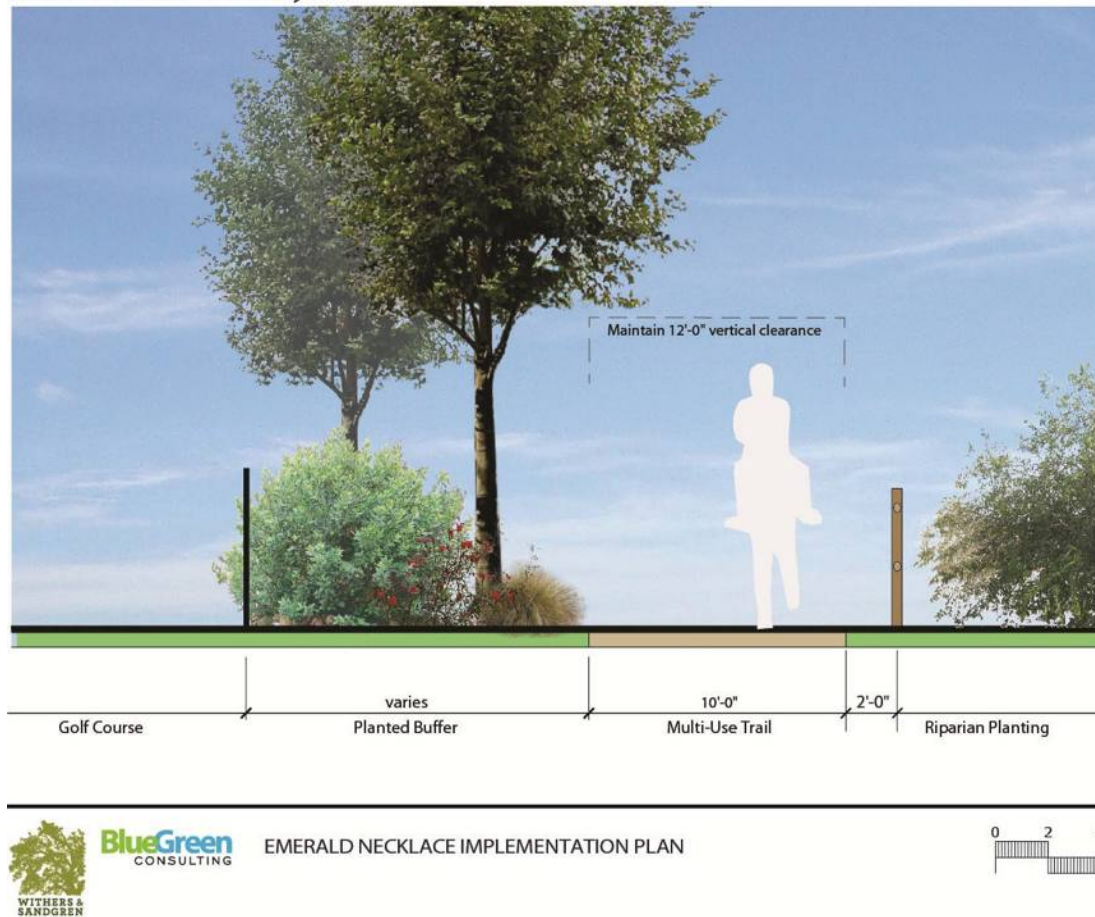 Maintain 12'-0" vertical clearance
varies
10'-0"
2'-0"
Golf Course
Planted Buffer
Multi-Use Trail
Riparian Planting
BlueGreen
CONSULTING
EMERALD NECKLACE IMPLEMENTATION PLAN
0 2
WITHERS &
SANDGREN